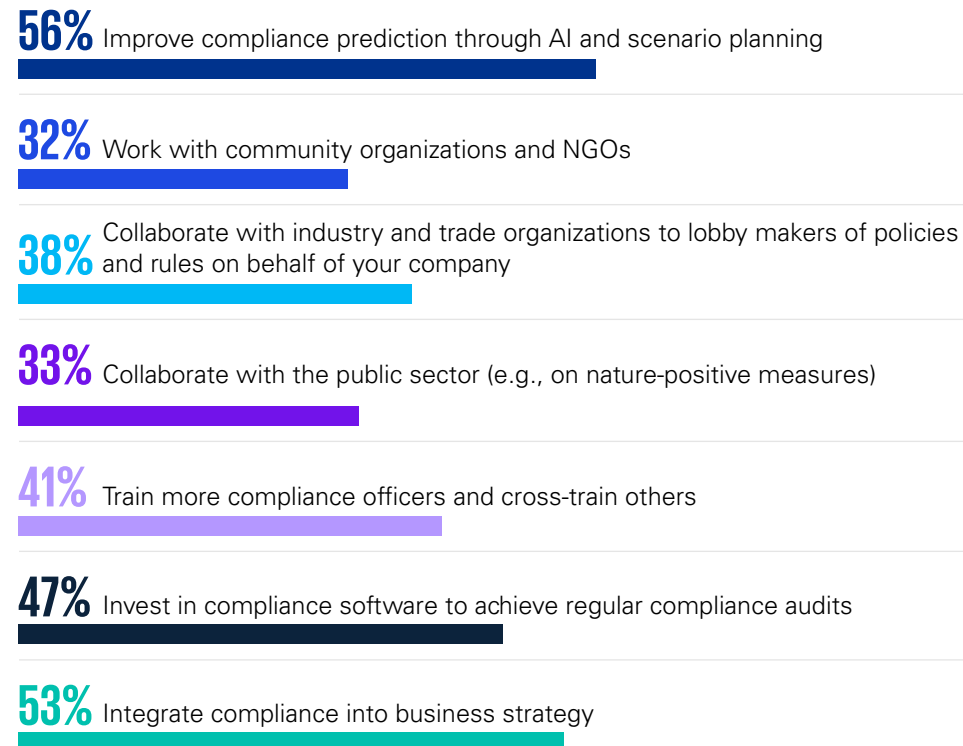 56% Improve compliance prediction through AI and scenario planning
32% Work with community organizations and NGOs
Collaborate with industry and trade organizations to lobby makers of policies
38% and rules on behalf of your company
33% Collaborate with the public sector (e.g., on nature-positive measures)
41% Train more compliance officers and cross-train others
47% Invest in compliance software to achieve regular compliance audits
53% Integrate compliance into business strategy